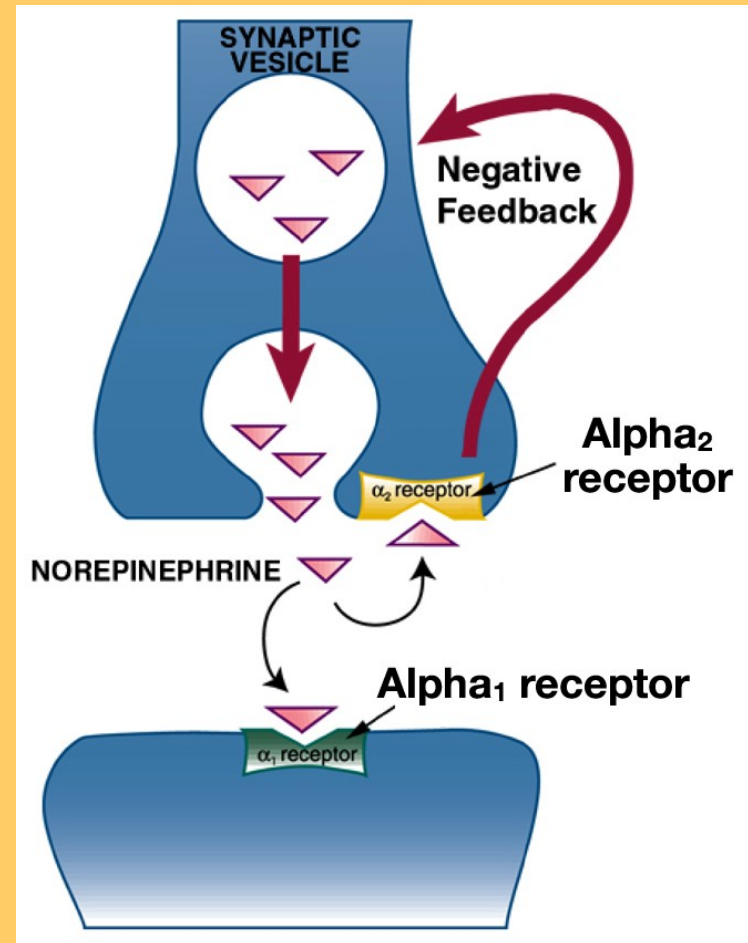 SYNAPTIC
VESICLE
Negative
Feedback
Alpha₂
receptor
α₂ receptor
NOREPINEPHRINE
Alpha₁ receptor
α₁ receptor